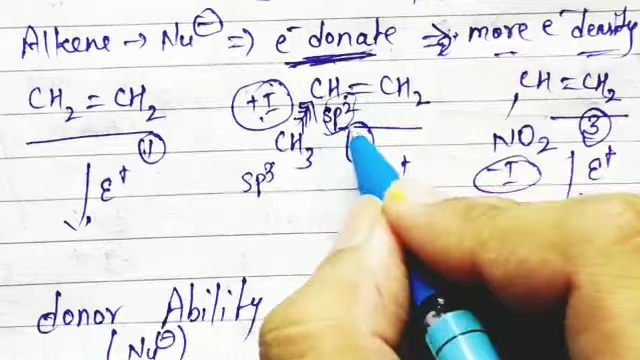 Alkene → Nu⊖ ⇒ e⁻ donate ⇒ more e⁻ density
CH₂ = CH₂ +I CH = CH₂ CH = CH₂
1 CH₃ sp² NO₂ 3
E⁺ sp³ + -I E⁺
donor Ability
(Nu⊖)